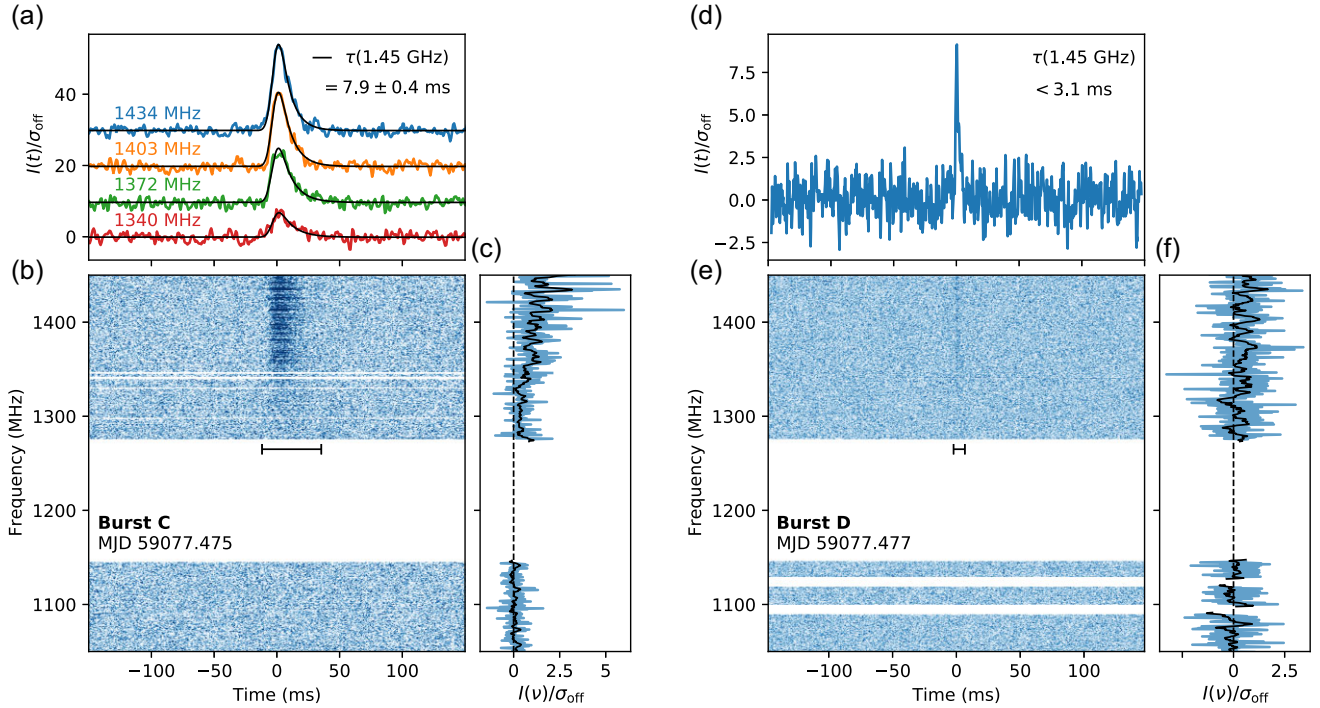 (a)
I(t)/σoff
40
20
0
τ(1.45 GHz)
= 7.9 ± 0.4 ms
1434 MHz
1403 MHz
1372 MHz
1340 MHz
(b)
Frequency (MHz)
1400
1300
1200
1100
Burst C
MJD 59077.475
−100
−50
0
50
100
Time (ms)
(c)
0
2.5
5
I(ν)/σoff
(d)
I(t)/σoff
7.5
5.0
2.5
0.0
−2.5
τ(1.45 GHz)
< 3.1 ms
(e)
Frequency (MHz)
1400
1300
1200
1100
Burst D
MJD 59077.477
−100
−50
0
50
100
Time (ms)
(f)
0
2.5
I(ν)/σoff